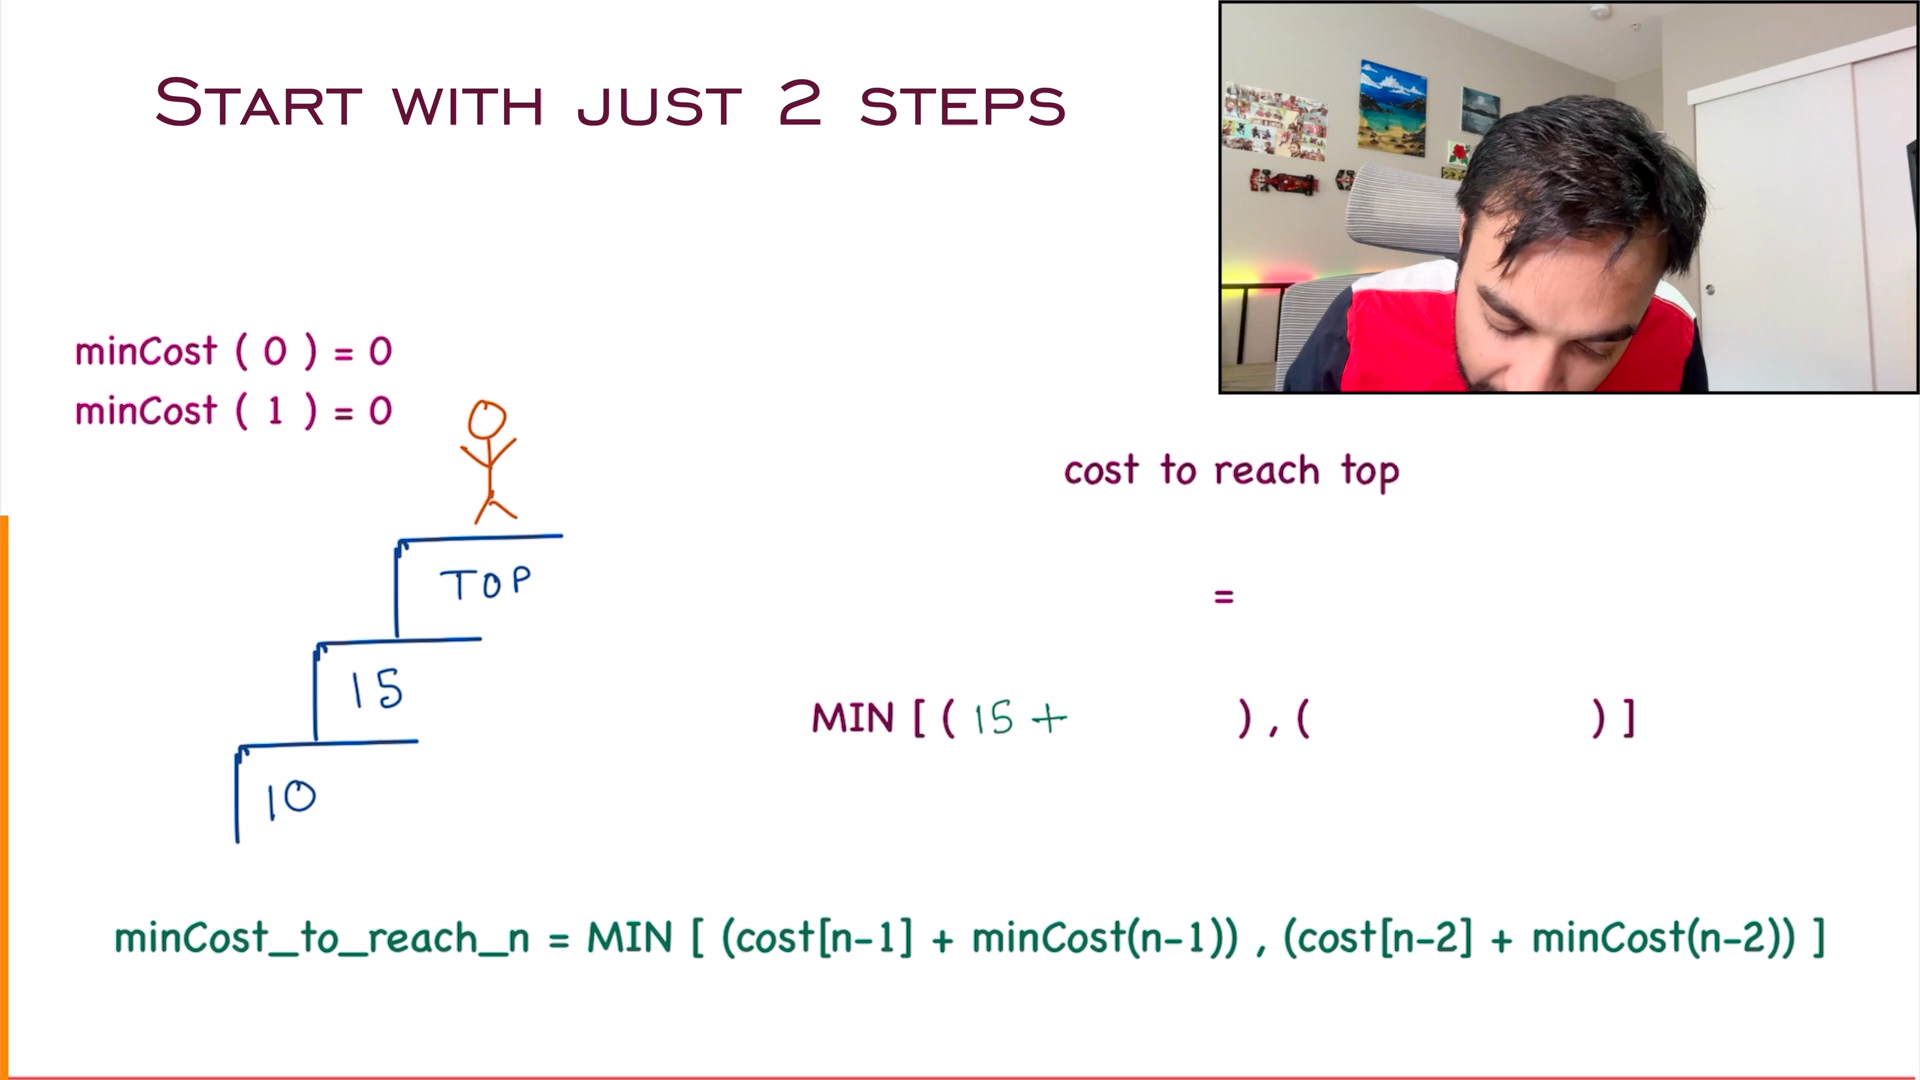 START WITH JUST 2 STEPS
minCost ( 0 ) = 0
minCost ( 1 ) = 0
cost to reach top
=
TOP
15
10
MIN [ ( 15 + ) , ( ) ]
minCost_to_reach_n = MIN [ (cost[n-1] + minCost(n-1)) , (cost[n-2] + minCost(n-2)) ]